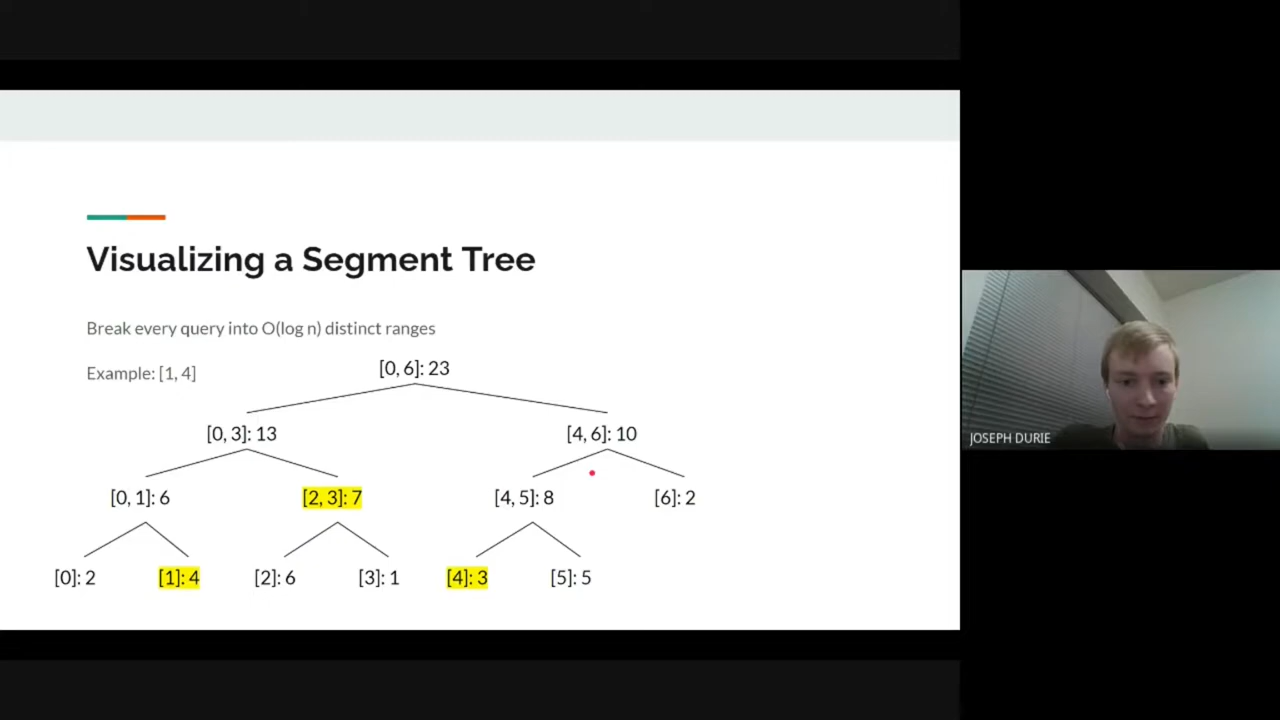 Visualizing a Segment Tree
Break every query into O(log n) distinct ranges
Example: [1, 4]
[0, 6]: 23
[0, 3]: 13
[4, 6]: 10
[0, 1]: 6
[2, 3]: 7
[4, 5]: 8
[6]: 2
[0]: 2
[1]: 4
[2]: 6
[3]: 1
[4]: 3
[5]: 5
JOSEPH DURIE